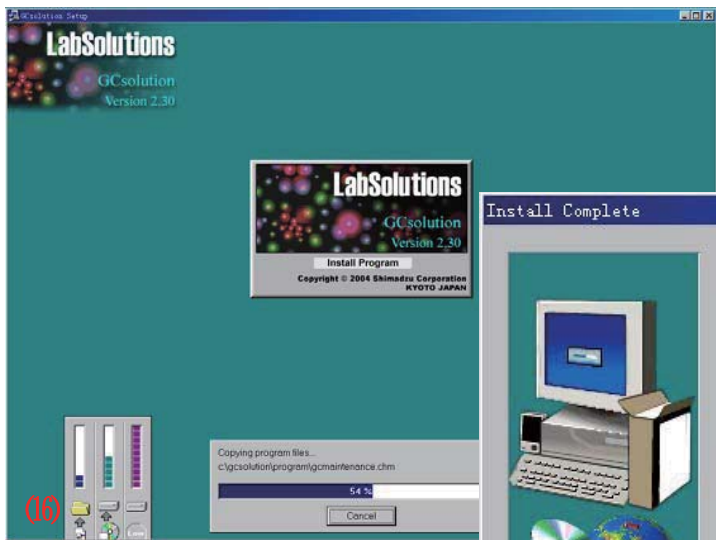 GCsolution Setup
LabSolutions
GCsolution
Version 2.30
LabSolutions
GCsolution
Version 2.30
Install Program
Copyright © 2004 Shimadzu Corporation
KYOTO JAPAN
Install Complete
Copying program files...
c:\gcsolution\program\gcmaintenance.chm
54 %
Cancel
(16)